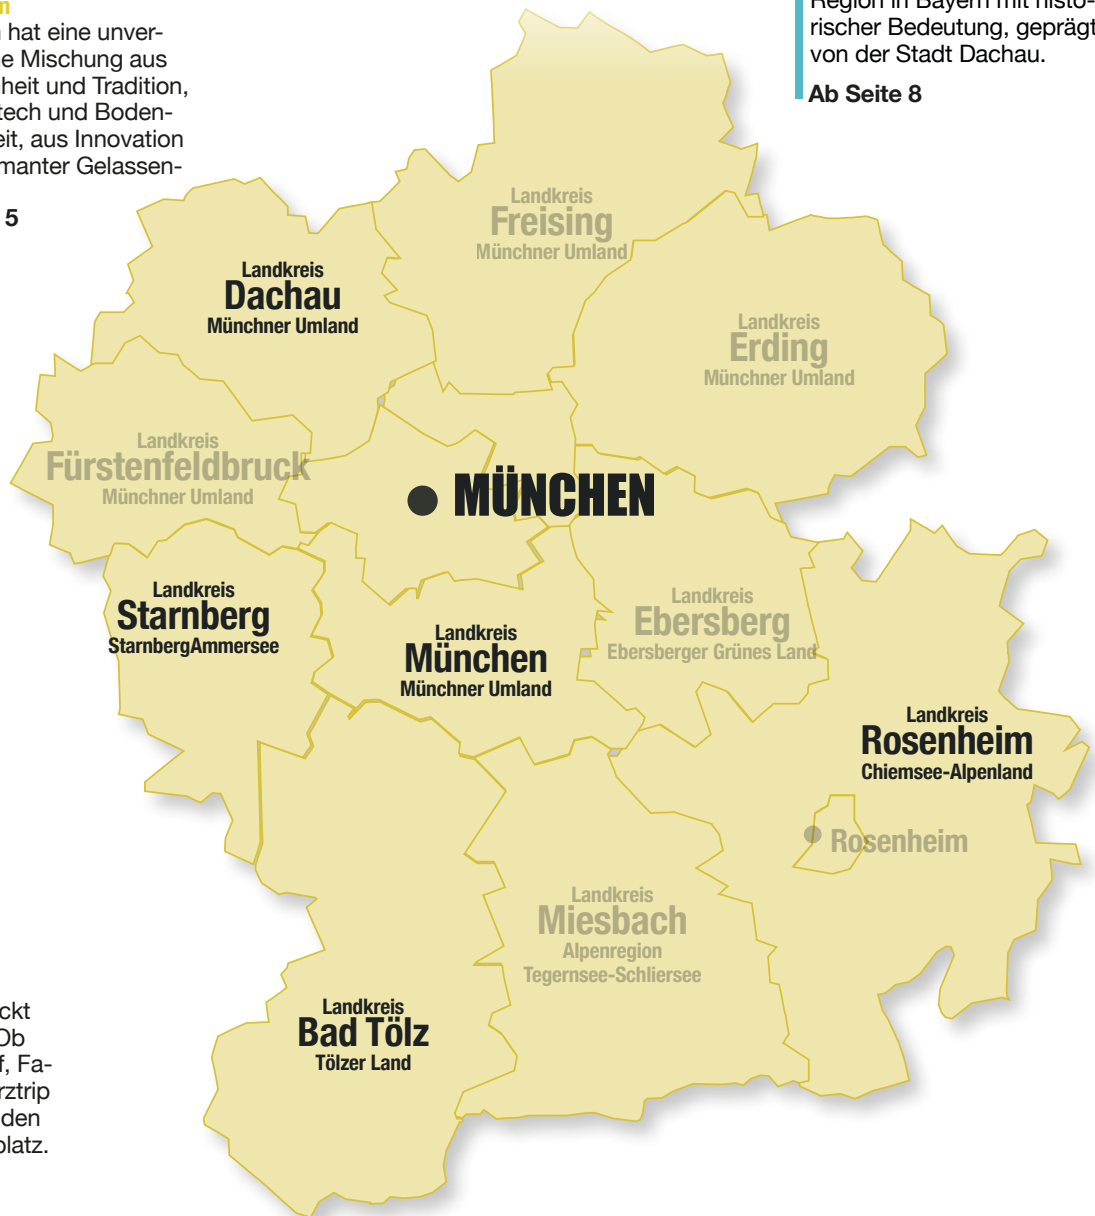 hat eine unver-
Mischung aus
heit und Tradition,
tech und Boden-
eit, aus Innovation
manter Gelassen-
5
Region in Bayern mit histo-
rischer Bedeutung, geprägt
von der Stadt Dachau.
Ab Seite 8
Landkreis
Freising
Münchner Umland
Landkreis
Dachau
Münchner Umland
Landkreis
Erding
Münchner Umland
Landkreis
Fürstenfeldbruck
Münchner Umland
MÜNCHEN
Landkreis
Starnberg
StarnbergAmmersee
Landkreis
München
Münchner Umland
Landkreis
Ebersberg
Ebersberger Grünes Land
Landkreis
Rosenheim
Chiemsee-Alpenland
Rosenheim
Landkreis
Miesbach
Alpenregion
Tegernsee-Schliersee
Landkreis
Bad Tölz
Tölzer Land
ckt
Ob
f, Fa-
rztrip
den
platz.